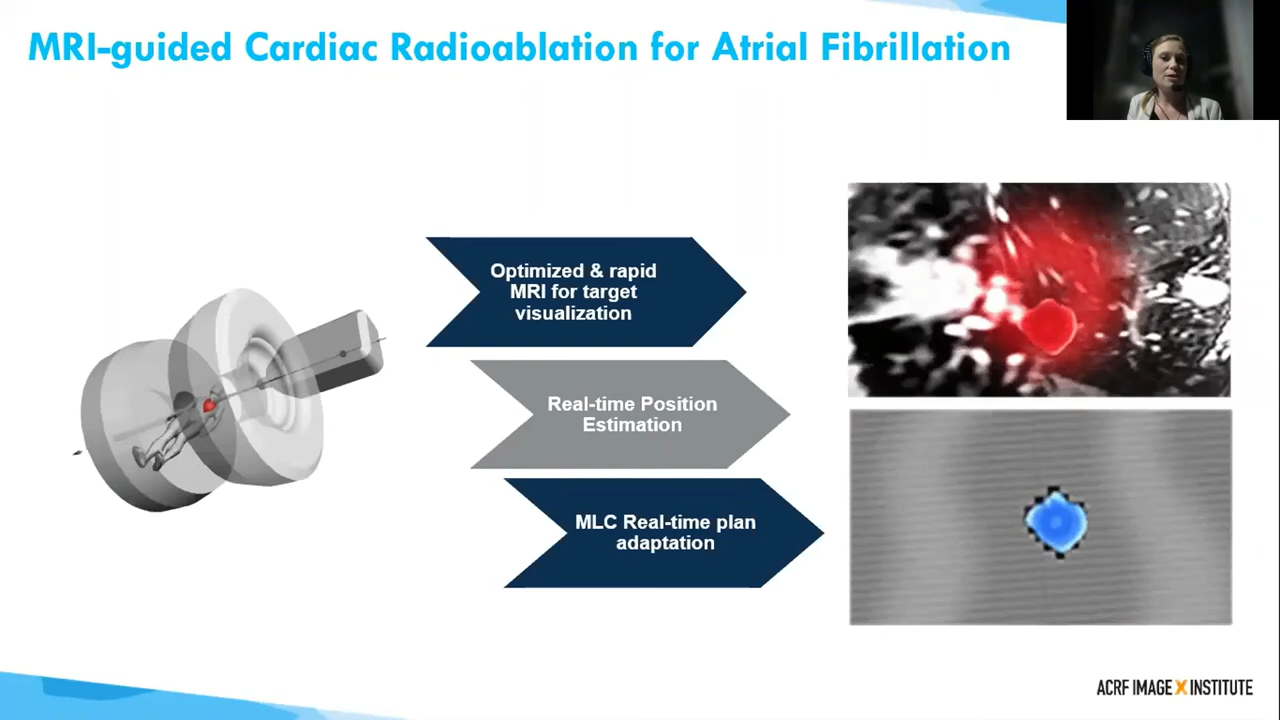 MRI-guided Cardiac Radioablation for Atrial Fibrillation
Optimized & rapid
MRI for target
visualization
Real-time Position
Estimation
MLC Real-time plan
adaptation
ACRF IMAGE X INSTITUTE